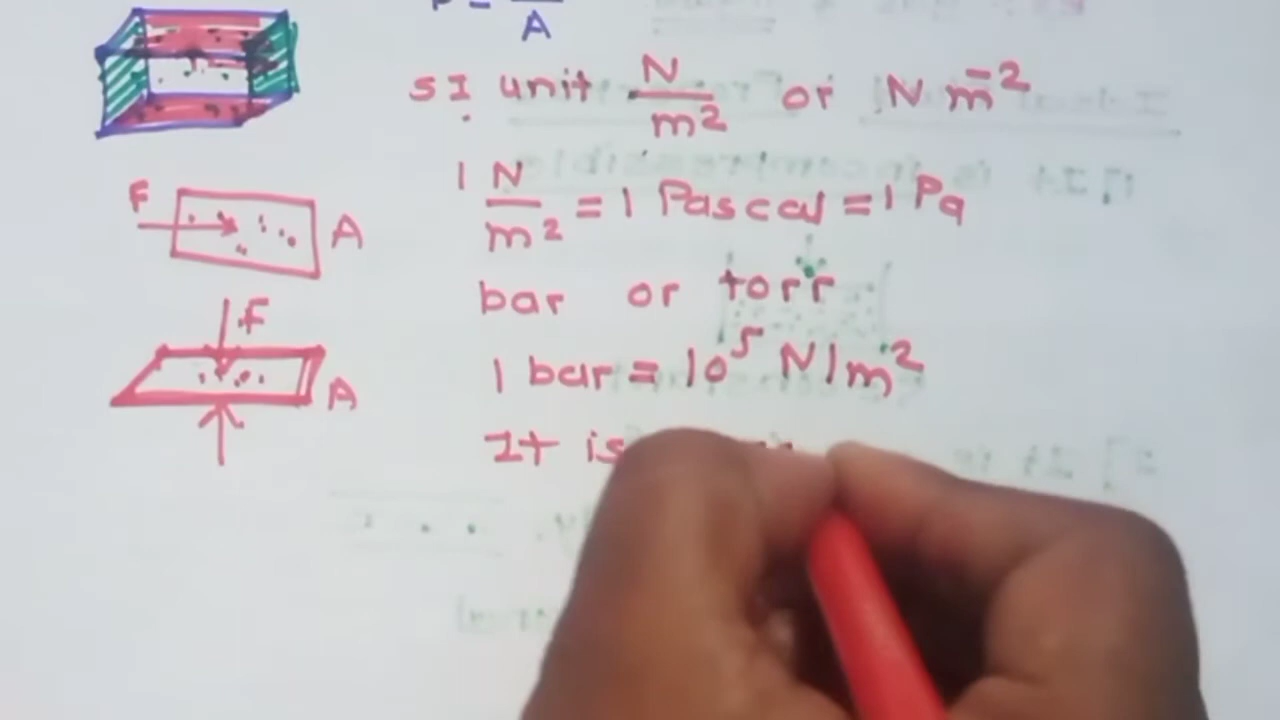 A
SI unit N/m² or N m⁻²
F
1 N/m² = 1 Pascal = 1 Pa
A
bar or torr
F
1 bar = 10⁵ N/m²
A
It is